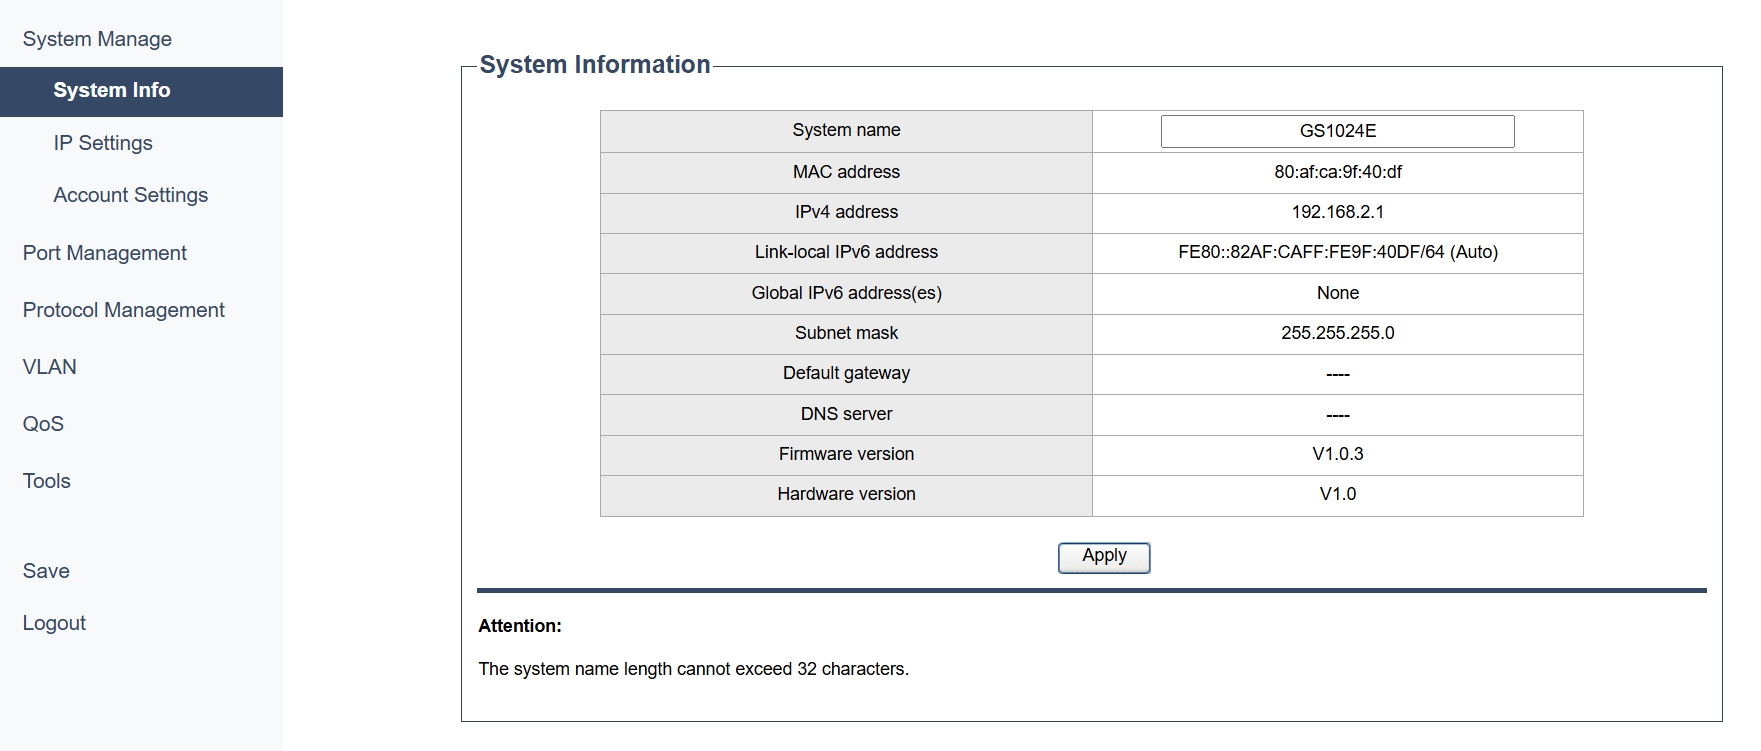 System Manage
System Info
IP Settings
Account Settings
Port Management
Protocol Management
VLAN
QoS
Tools
Save
Logout
System Information
System name GS1024E
MAC address 80:af:ca:9f:40:df
IPv4 address 192.168.2.1
Link-local IPv6 address FE80::82AF:CAFF:FE9F:40DF/64 (Auto)
Global IPv6 address(es) None
Subnet mask 255.255.255.0
Default gateway ----
DNS server ----
Firmware version V1.0.3
Hardware version V1.0
Apply
Attention:
The system name length cannot exceed 32 characters.